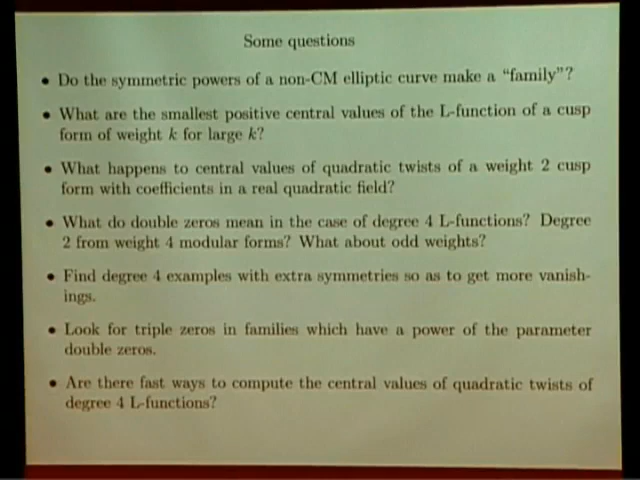 Some questions
• Do the symmetric powers of a non-CM elliptic curve make a “family”?
• What are the smallest positive central values of the L-function of a cusp
form of weight k for large k?
• What happens to central values of quadratic twists of a weight 2 cusp
form with coefficients in a real quadratic field?
• What do double zeros mean in the case of degree 4 L-functions? Degree
2 from weight 4 modular forms? What about odd weights?
• Find degree 4 examples with extra symmetries so as to get more vanish-
ings.
• Look for triple zeros in families which have a power of the parameter
double zeros.
• Are there fast ways to compute the central values of quadratic twists of
degree 4 L-functions?